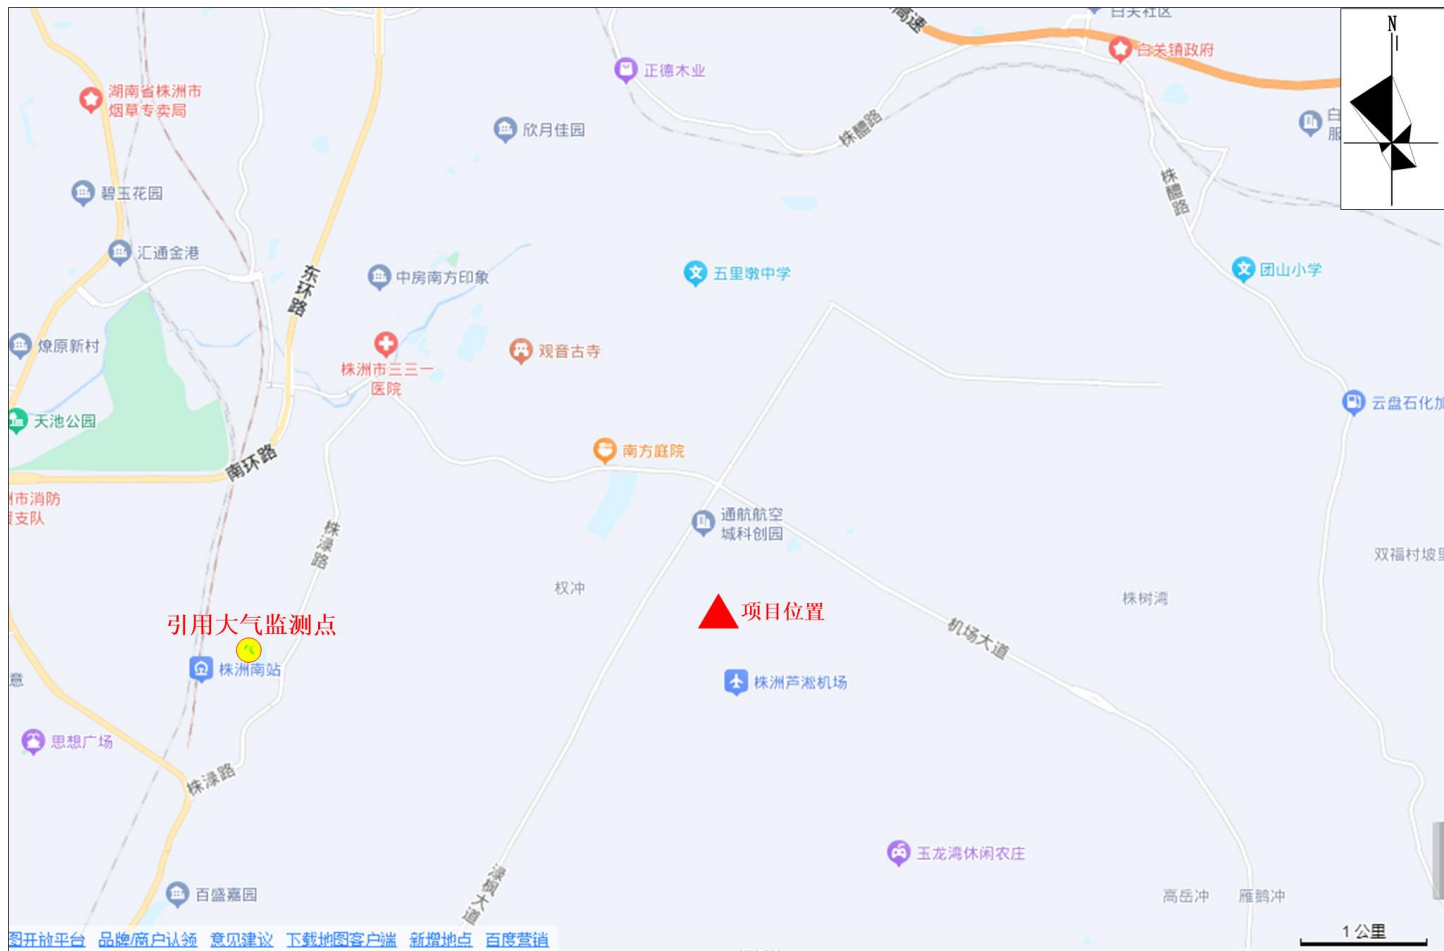 高速
白关社区
N
白关镇政府
正德木业
湖南省株洲市
烟草专卖局
欣月佳园
株醴路
白
服
碧玉花园
株醴路
汇通金港
东环路
中房南方印象
五里墩中学
团山小学
燎原新村
株洲市三三一
医院
观音古寺
天池公园
云盘石化加
南环路
南方庭院
市消防
支队
通航航空
城科创园
株渌路
双福村坡里
权冲
株树湾
引用大气监测点
项目位置
机场大道
株洲南站
意
株洲芦淞机场
思想广场
株渌路
玉龙湾休闲农庄
渌枫大道
百盛嘉园
高岳冲
雁鹅冲
1 公里
图开放平台 品牌/商户认领 意见建议 下载地图客户端 新增地点 百度营销